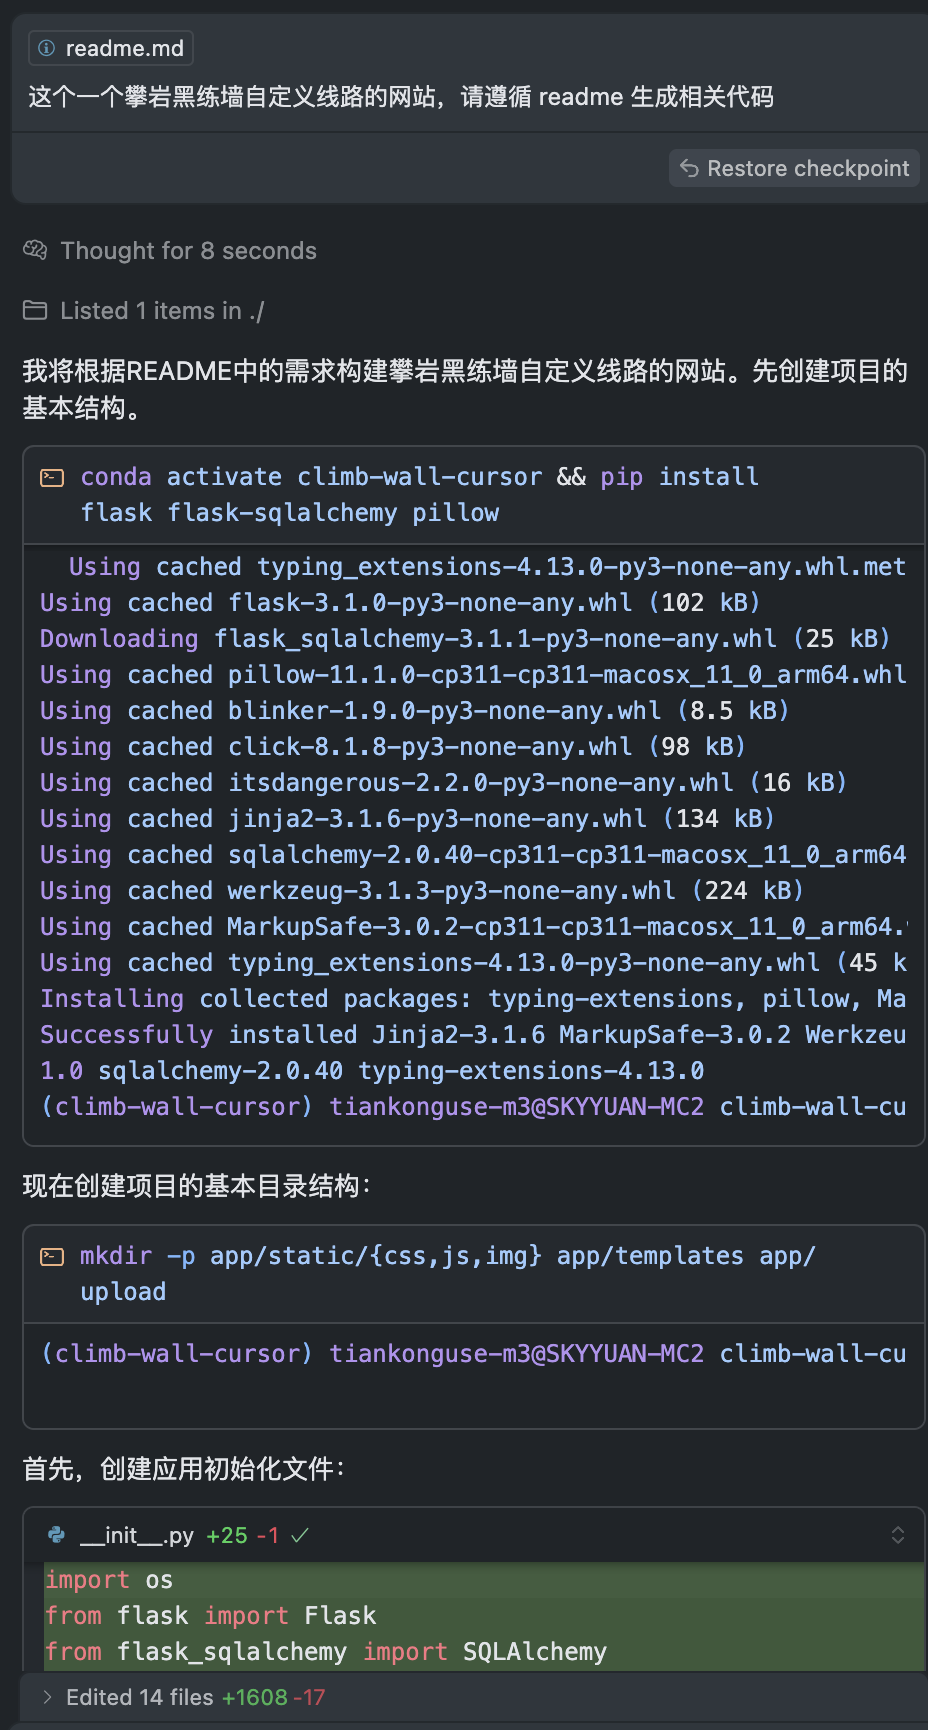 readme.md
这个一个攀岩黑练墙自定义线路的网站，请遵循 readme 生成相关代码
Restore checkpoint
Thought for 8 seconds
Listed 1 items in ./
我将根据README中的需求构建攀岩黑练墙自定义线路的网站。先创建项目的
基本结构。
conda activate climb-wall-cursor && pip install
flask flask-sqlalchemy pillow
Using cached typing_extensions-4.13.0-py3-none-any.whl.met
Using cached flask-3.1.0-py3-none-any.whl (102 kB)
Downloading flask_sqlalchemy-3.1.1-py3-none-any.whl (25 kB)
Using cached pillow-11.1.0-cp311-cp311-macosx_11_0_arm64.whl
Using cached blinker-1.9.0-py3-none-any.whl (8.5 kB)
Using cached click-8.1.8-py3-none-any.whl (98 kB)
Using cached itsdangerous-2.2.0-py3-none-any.whl (16 kB)
Using cached jinja2-3.1.6-py3-none-any.whl (134 kB)
Using cached sqlalchemy-2.0.40-cp311-cp311-macosx_11_0_arm64
Using cached werkzeug-3.1.3-py3-none-any.whl (224 kB)
Using cached MarkupSafe-3.0.2-cp311-cp311-macosx_11_0_arm64.
Using cached typing_extensions-4.13.0-py3-none-any.whl (45 k
Installing collected packages: typing-extensions, pillow, Ma
Successfully installed Jinja2-3.1.6 MarkupSafe-3.0.2 Werkzeu
1.0 sqlalchemy-2.0.40 typing-extensions-4.13.0
(climb-wall-cursor) tiankonguse-m3@SKYYUAN-MC2 climb-wall-cu
现在创建项目的基本目录结构：
mkdir -p app/static/{css,js,img} app/templates app/
upload
(climb-wall-cursor) tiankonguse-m3@SKYYUAN-MC2 climb-wall-cu
首先，创建应用初始化文件：
__init__.py +25 -1
import os
from flask import Flask
from flask_sqlalchemy import SQLAlchemy
Edited 14 files +1608 -17